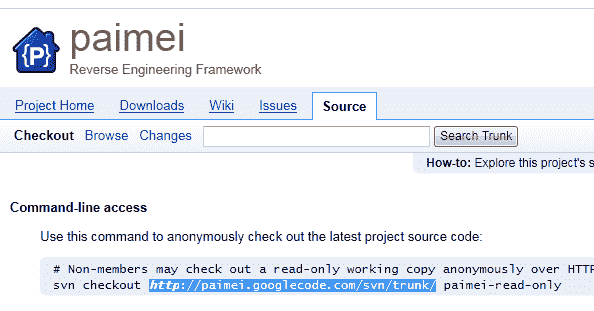 {P}
paimei
Reverse Engineering Framework
Project Home Downloads Wiki Issues Source
Checkout Browse Changes Search Trunk
How-to: Explore this project's s
Command-line access
Use this command to anonymously check out the latest project source code:
# Non-members may check out a read-only working copy anonymously over HTTP
svn checkout http://paimei.googlecode.com/svn/trunk/ paimei-read-only